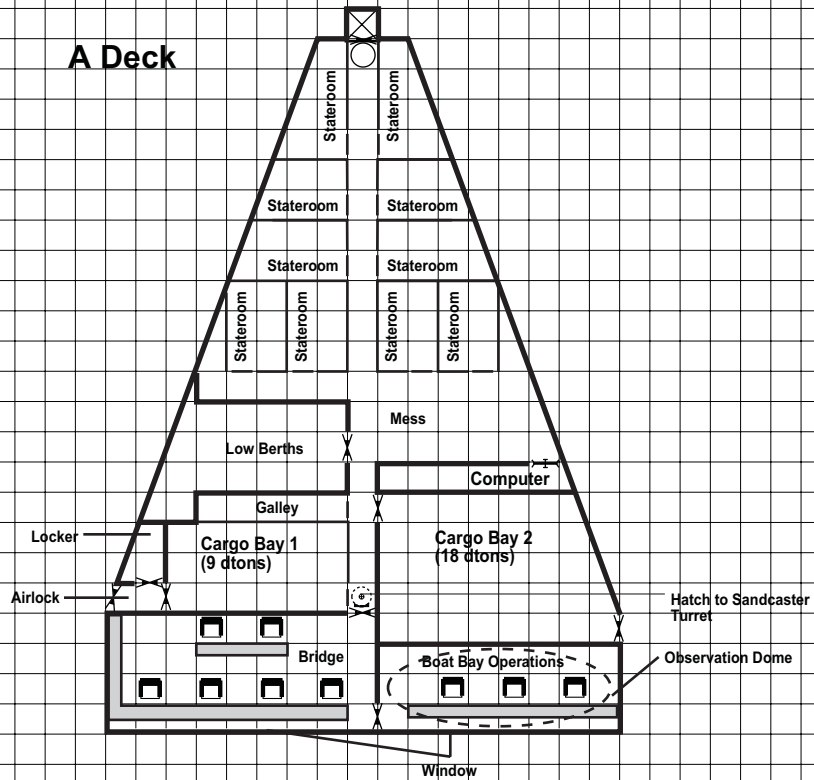 A Deck
Stateroom
Stateroom
Stateroom
Stateroom
Stateroom
Stateroom
Stateroom
Stateroom
Stateroom
Stateroom
Mess
Low Berths
Computer
Galley
Locker
Cargo Bay 1
(9 dtons)
Cargo Bay 2
(18 dtons)
Airlock
Hatch to Sandcaster
Turret
Bridge
Boat Bay Operations
Observation Dome
Window